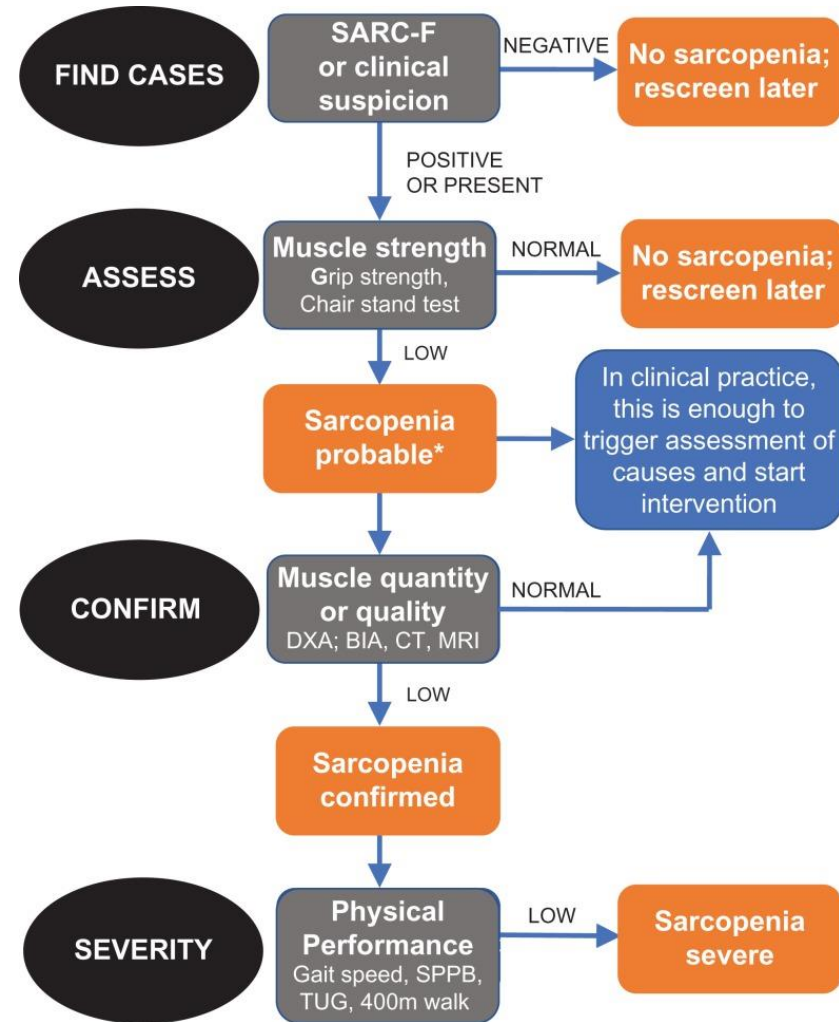 FIND CASES
SARC-F
or clinical
suspicion
NEGATIVE
No sarcopenia;
rescreen later
POSITIVE
OR PRESENT
ASSESS
Muscle strength
Grip strength,
Chair stand test
NORMAL
No sarcopenia;
rescreen later
LOW
Sarcopenia
probable*
In clinical practice,
this is enough to
trigger assessment of
causes and start
intervention
CONFIRM
Muscle quantity
or quality
DXA; BIA, CT, MRI
NORMAL
LOW
Sarcopenia
confirmed
SEVERITY
Physical
Performance
Gait speed, SPPB,
TUG, 400m walk
LOW
Sarcopenia
severe